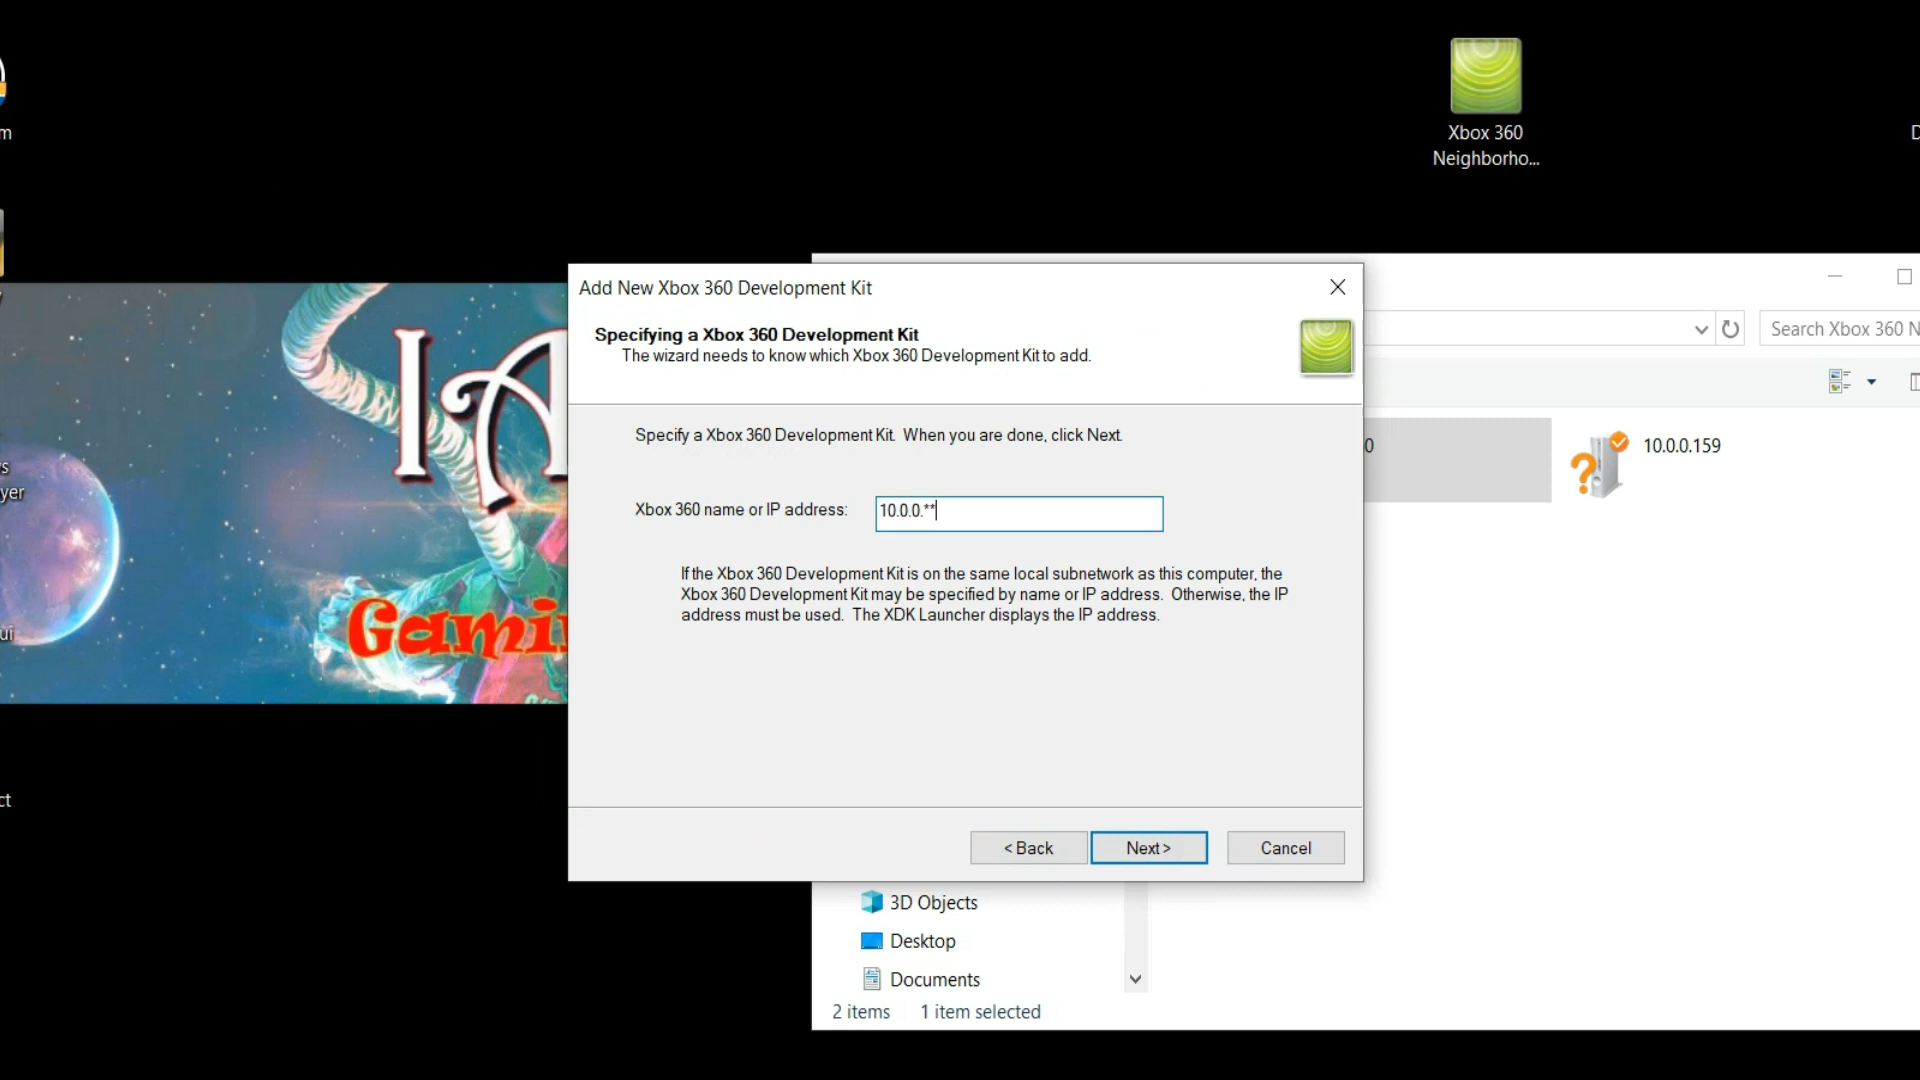 m
Xbox 360
Neighborho...
D
Add New Xbox 360 Development Kit
Specifying a Xbox 360 Development Kit
The wizard needs to know which Xbox 360 Development Kit to add.
Search Xbox 360 N
Specify a Xbox 360 Development Kit. When you are done, click Next.
0
10.0.0.159
s
yer
Xbox 360 name or IP address:
10.0.0.**
If the Xbox 360 Development Kit is on the same local subnetwork as this computer, the
Xbox 360 Development Kit may be specified by name or IP address. Otherwise, the IP
address must be used. The XDK Launcher displays the IP address.
IA
Gami
ui
ct
< Back
Next >
Cancel
3D Objects
Desktop
Documents
2 items
1 item selected